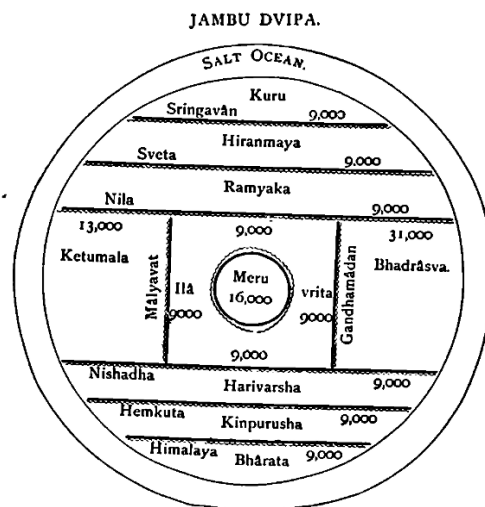 JAMBU DVIPA.
SALT OCEAN.
Kuru
Sringavân 9,000
Hiranmaya
Sveta 9.000
Ramyaka
Nila 9,000
13,000 9,000 31,000
Ketumala Bhadrâsva.
Mâlyavat
Ilâ Meru vrita
16,000
9000 9000
Gandhamâdan
9,000
Nishadha Harivarsha 9,000
Hemkuta Kinpurusha 9,000
Himalaya Bhârata 9,000